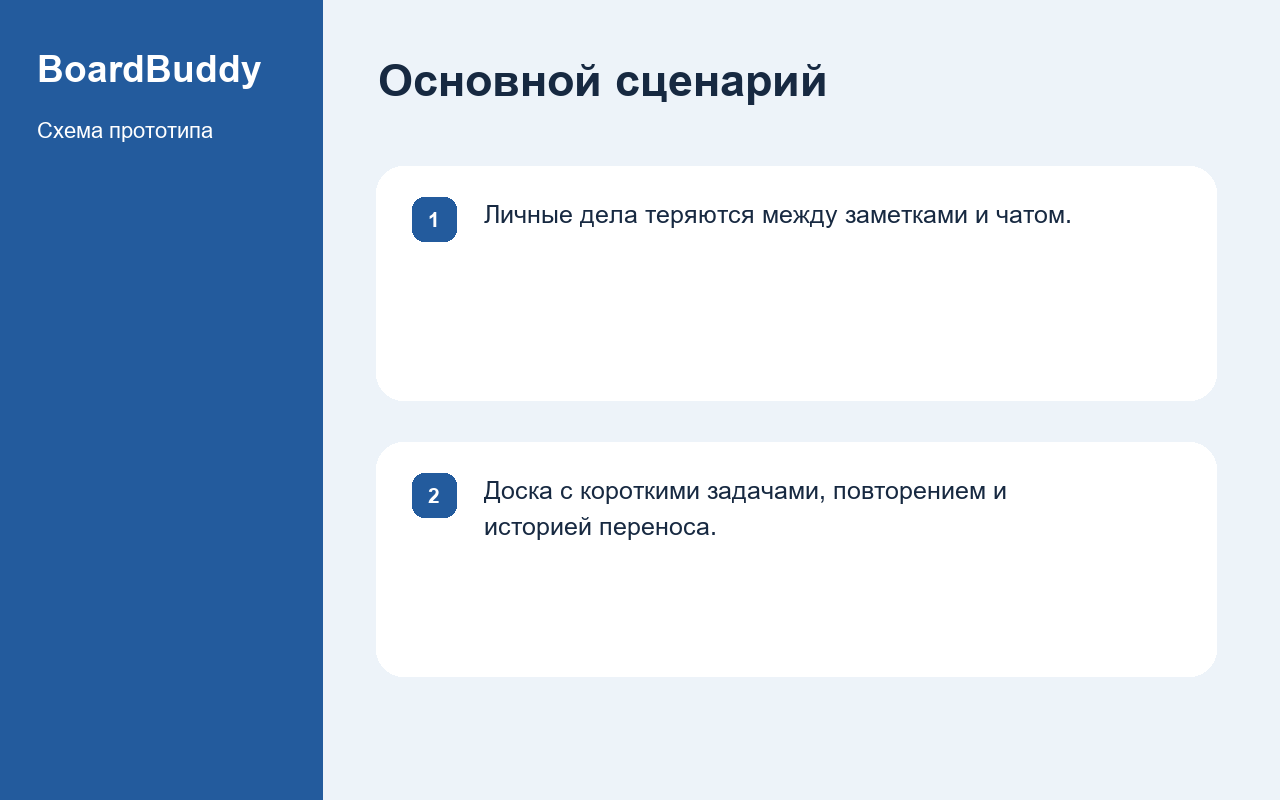 BoardBuddy
Схема прототипа
Основной сценарий
1
Личные дела теряются между заметками и чатом.
2
Доска с короткими задачами, повторением и
историей переноса.